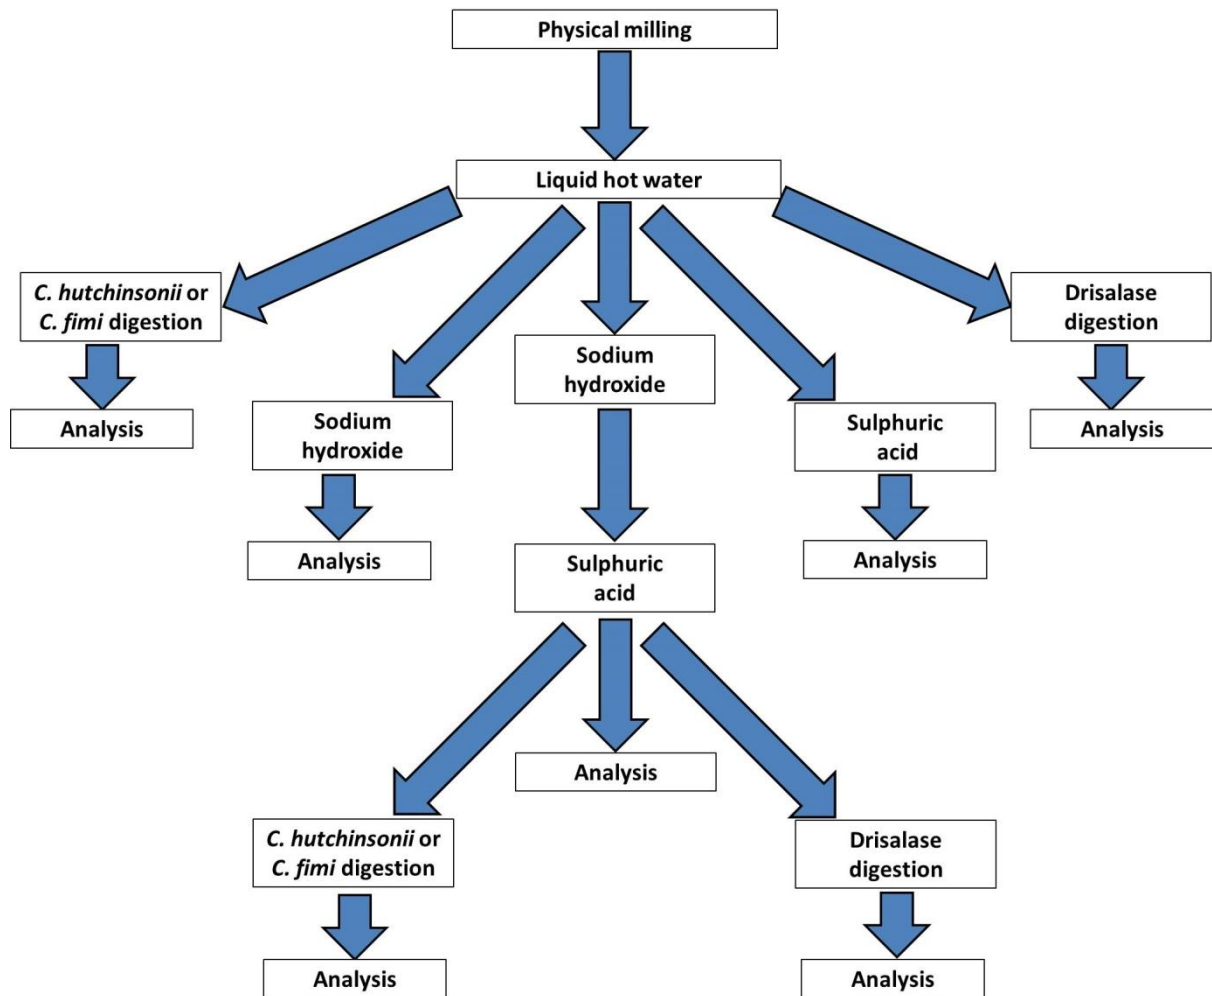 Physical milling
Liquid hot water
C. hutchinsonii or
C. fimi digestion
Analysis
Sodium
hydroxide
Analysis
Sodium
hydroxide
Sulphuric
acid
Analysis
Drisalase
digestion
Analysis
Sulphuric
acid
Analysis
C. hutchinsonii or
C. fimi digestion
Analysis
Drisalase
digestion
Analysis